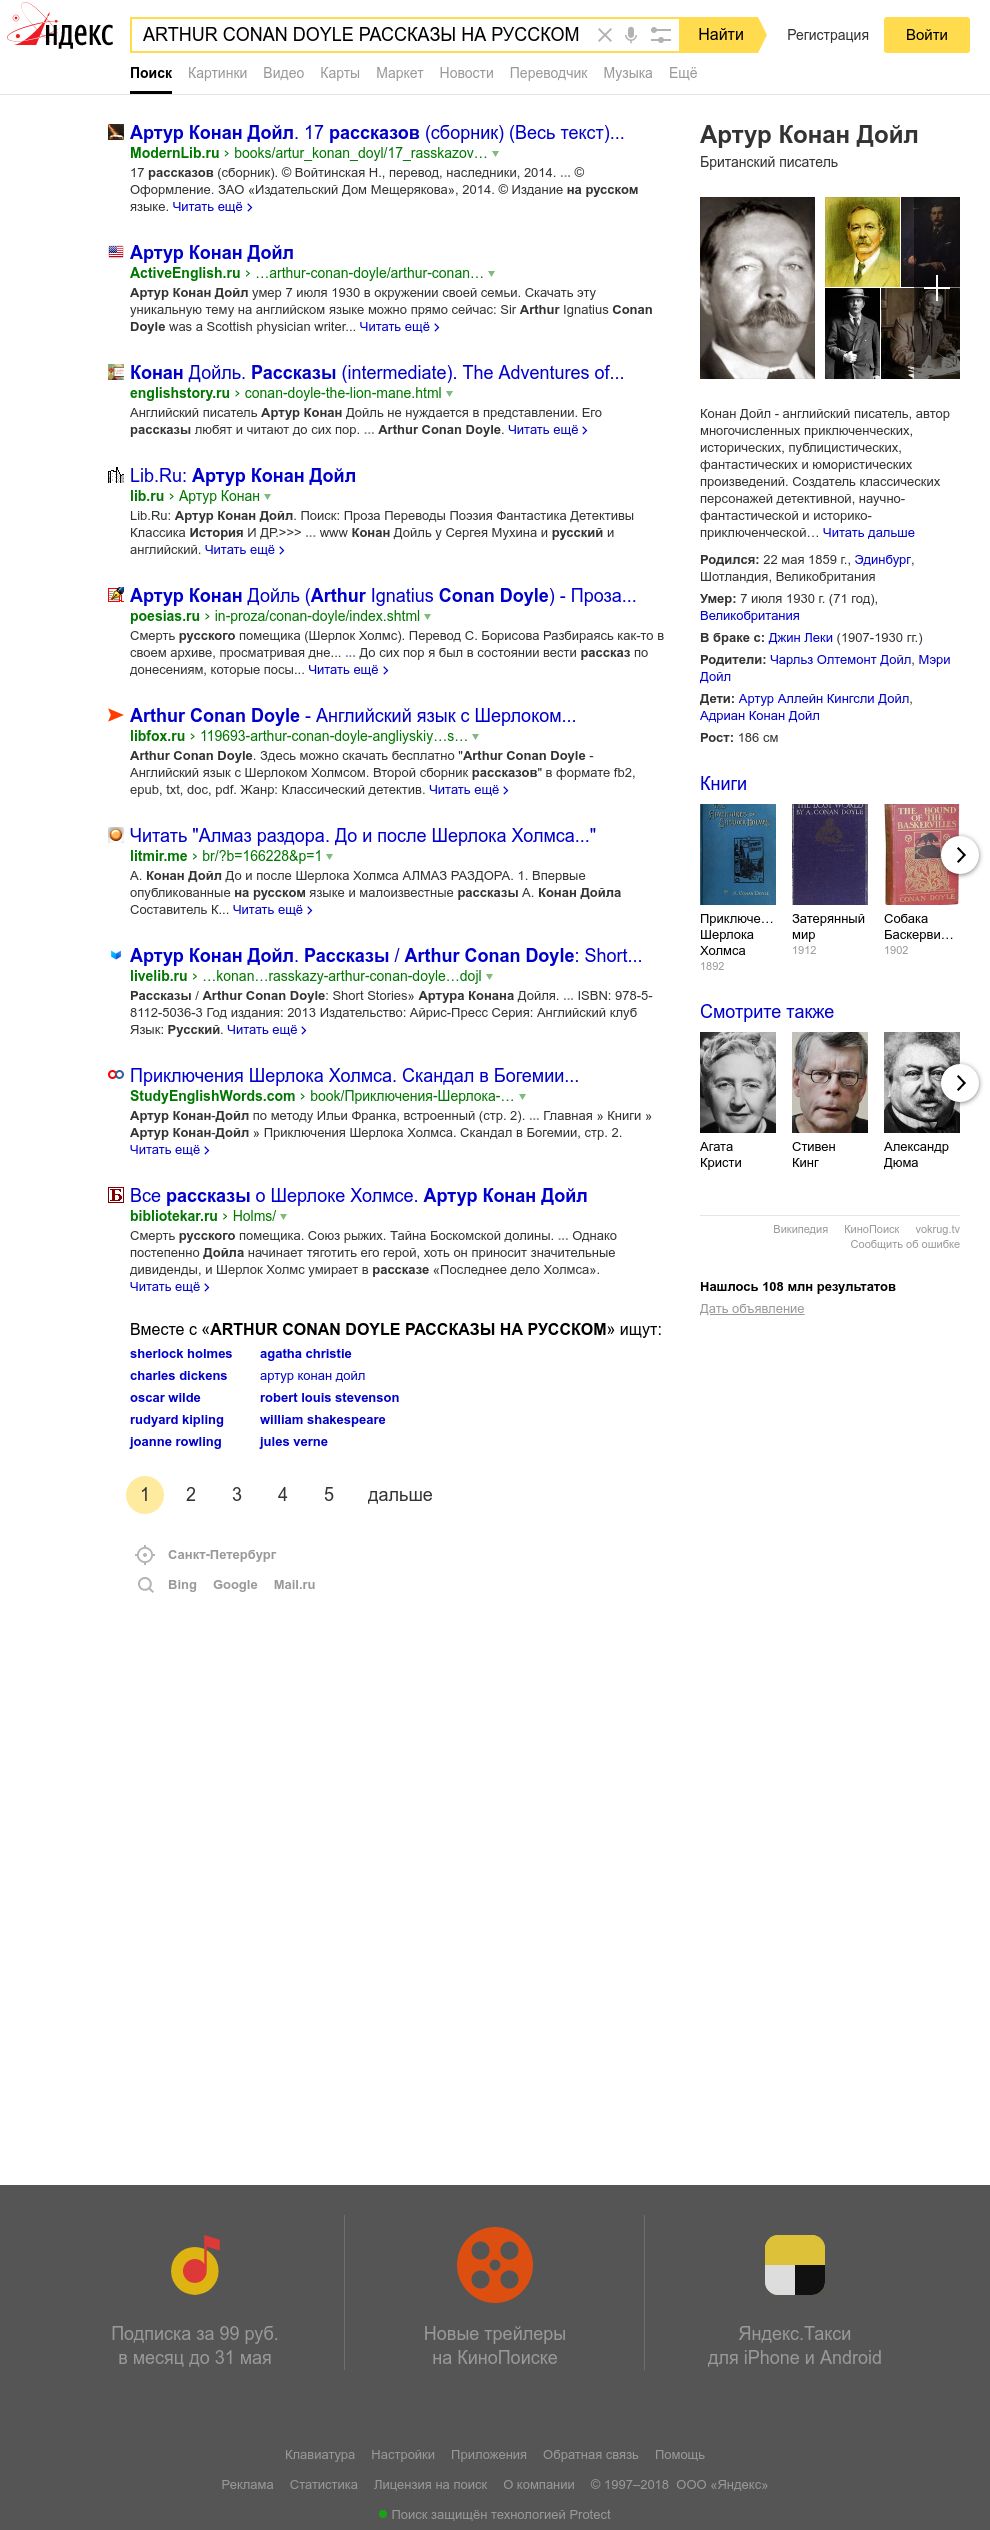 Яндекс
ARTHUR CONAN DOYLE РАССКАЗЫ НА РУССКОМ
Найти
Регистрация
Войти
Поиск Картинки Видео Карты Маркет Новости Переводчик Музыка Ещё
Артур Конан Дойл. 17 рассказов (сборник) (Весь текст)...
ModernLib.ru › books/artur_konan_doyl/17_rasskazov…
17 рассказов (сборник). © Войтинская Н., перевод, наследники, 2014. ... ©
Оформление. ЗАО «Издательский Дом Мещерякова», 2014. © Издание на русском
языке. Читать ещё ›
Артур Конан Дойл
ActiveEnglish.ru › …arthur-conan-doyle/arthur-conan…
Артур Конан Дойл умер 7 июля 1930 в окружении своей семьи. Скачать эту
уникальную тему на английском языке можно прямо сейчас: Sir Arthur Ignatius Conan
Doyle was a Scottish physician writer... Читать ещё ›
Конан Дойль. Рассказы (intermediate). The Adventures of...
englishstory.ru › conan-doyle-the-lion-mane.html
Английский писатель Артур Конан Дойль не нуждается в представлении. Его
рассказы любят и читают до сих пор. ... Arthur Conan Doyle. Читать ещё ›
Lib.Ru: Артур Конан Дойл
lib.ru › Артур Конан
Lib.Ru: Артур Конан Дойл. Поиск: Проза Переводы Поэзия Фантастика Детективы
Классика История И ДР.>>> ... www Конан Дойль у Сергея Мухина и русский и
английский. Читать ещё ›
Артур Конан Дойль (Arthur Ignatius Conan Doyle) - Проза...
poesias.ru › in-proza/conan-doyle/index.shtml
Смерть русского помещика (Шерлок Холмс). Перевод С. Борисова Разбираясь как-то в
своем архиве, просматривая дне... ... До сих пор я был в состоянии вести рассказ по
донесениям, которые посы... Читать ещё ›
Arthur Conan Doyle - Английский язык с Шерлоком...
libfox.ru › 119693-arthur-conan-doyle-angliyskiy…s…
Arthur Conan Doyle. Здесь можно скачать бесплатно "Arthur Conan Doyle -
Английский язык с Шерлоком Холмсом. Второй сборник рассказов" в формате fb2,
epub, txt, doc, pdf. Жанр: Классический детектив. Читать ещё ›
Читать "Алмаз раздора. До и после Шерлока Холмса..."
litmir.me › br/?b=166228&p=1
А. Конан Дойл До и после Шерлока Холмса АЛМАЗ РАЗДОРА. 1. Впервые
опубликованные на русском языке и малоизвестные рассказы А. Конан Дойла
Составитель К... Читать ещё ›
Артур Конан Дойл. Рассказы / Arthur Conan Doyle: Short...
livelib.ru › …konan…rasskazy-arthur-conan-doyle…dojl
Рассказы / Arthur Conan Doyle: Short Stories» Артура Конана Дойля. ... ISBN: 978-5-
8112-5036-3 Год издания: 2013 Издательство: Айрис-Пресс Серия: Английский клуб
Язык: Русский. Читать ещё ›
Приключения Шерлока Холмса. Скандал в Богемии...
StudyEnglishWords.com › book/Приключения-Шерлока-…
Артур Конан-Дойл по методу Ильи Франка, встроенный (стр. 2). ... Главная » Книги »
Артур Конан-Дойл » Приключения Шерлока Холмса. Скандал в Богемии, стр. 2.
Читать ещё ›
Все рассказы о Шерлоке Холмсе. Артур Конан Дойл
bibliotekar.ru › Holms/
Смерть русского помещика. Союз рыжих. Тайна Боскомской долины. ... Однако
постепенно Дойла начинает тяготить его герой, хоть он приносит значительные
дивиденды, и Шерлок Холмс умирает в рассказе «Последнее дело Холмса».
Читать ещё ›
Вместе с «ARTHUR CONAN DOYLE РАССКАЗЫ НА РУССКОМ» ищут:
sherlock holmes agatha christie
charles dickens артур конан дойл
oscar wilde robert louis stevenson
rudyard kipling william shakespeare
joanne rowling jules verne
1 2 3 4 5 дальше
Санкт-Петербург
Bing Google Mail.ru
Артур Конан Дойл
Британский писатель
Конан Дойл - английский писатель, автор
многочисленных приключенческих,
исторических, публицистических,
фантастических и юмористических
произведений. Создатель классических
персонажей детективной, научно-
фантастической и историко-
приключенческой… Читать дальше
Родился: 22 мая 1859 г., Эдинбург,
Шотландия, Великобритания
Умер: 7 июля 1930 г. (71 год),
Великобритания
В браке с: Джин Леки (1907-1930 гг.)
Родители: Чарльз Олтемонт Дойл, Мэри
Дойл
Дети: Артур Аллейн Кингсли Дойл,
Адриан Конан Дойл
Рост: 186 см
Книги
SHERLOCK HOLMES
A. CONAN DOYLE
THE LOST WORLD
BY A. CONAN DOYLE
THE HOUND
OF THE
BASKERVILLES
CONAN DOYLE
Приключе… Затерянный Собака
Шерлока мир Баскерви…
Холмса 1912 1902
1892
Смотрите также
Агата Стивен Александр
Кристи Кинг Дюма
Википедия КиноПоиск vokrug.tv
Сообщить об ошибке
Нашлось 108 млн результатов
Дать объявление
Подписка за 99 руб.
в месяц до 31 мая
Новые трейлеры
на КиноПоиске
Яндекс.Такси
для iPhone и Android
Клавиатура Настройки Приложения Обратная связь Помощь
Реклама Статистика Лицензия на поиск О компании © 1997–2018 ООО «Яндекс»
Поиск защищён технологией Protect